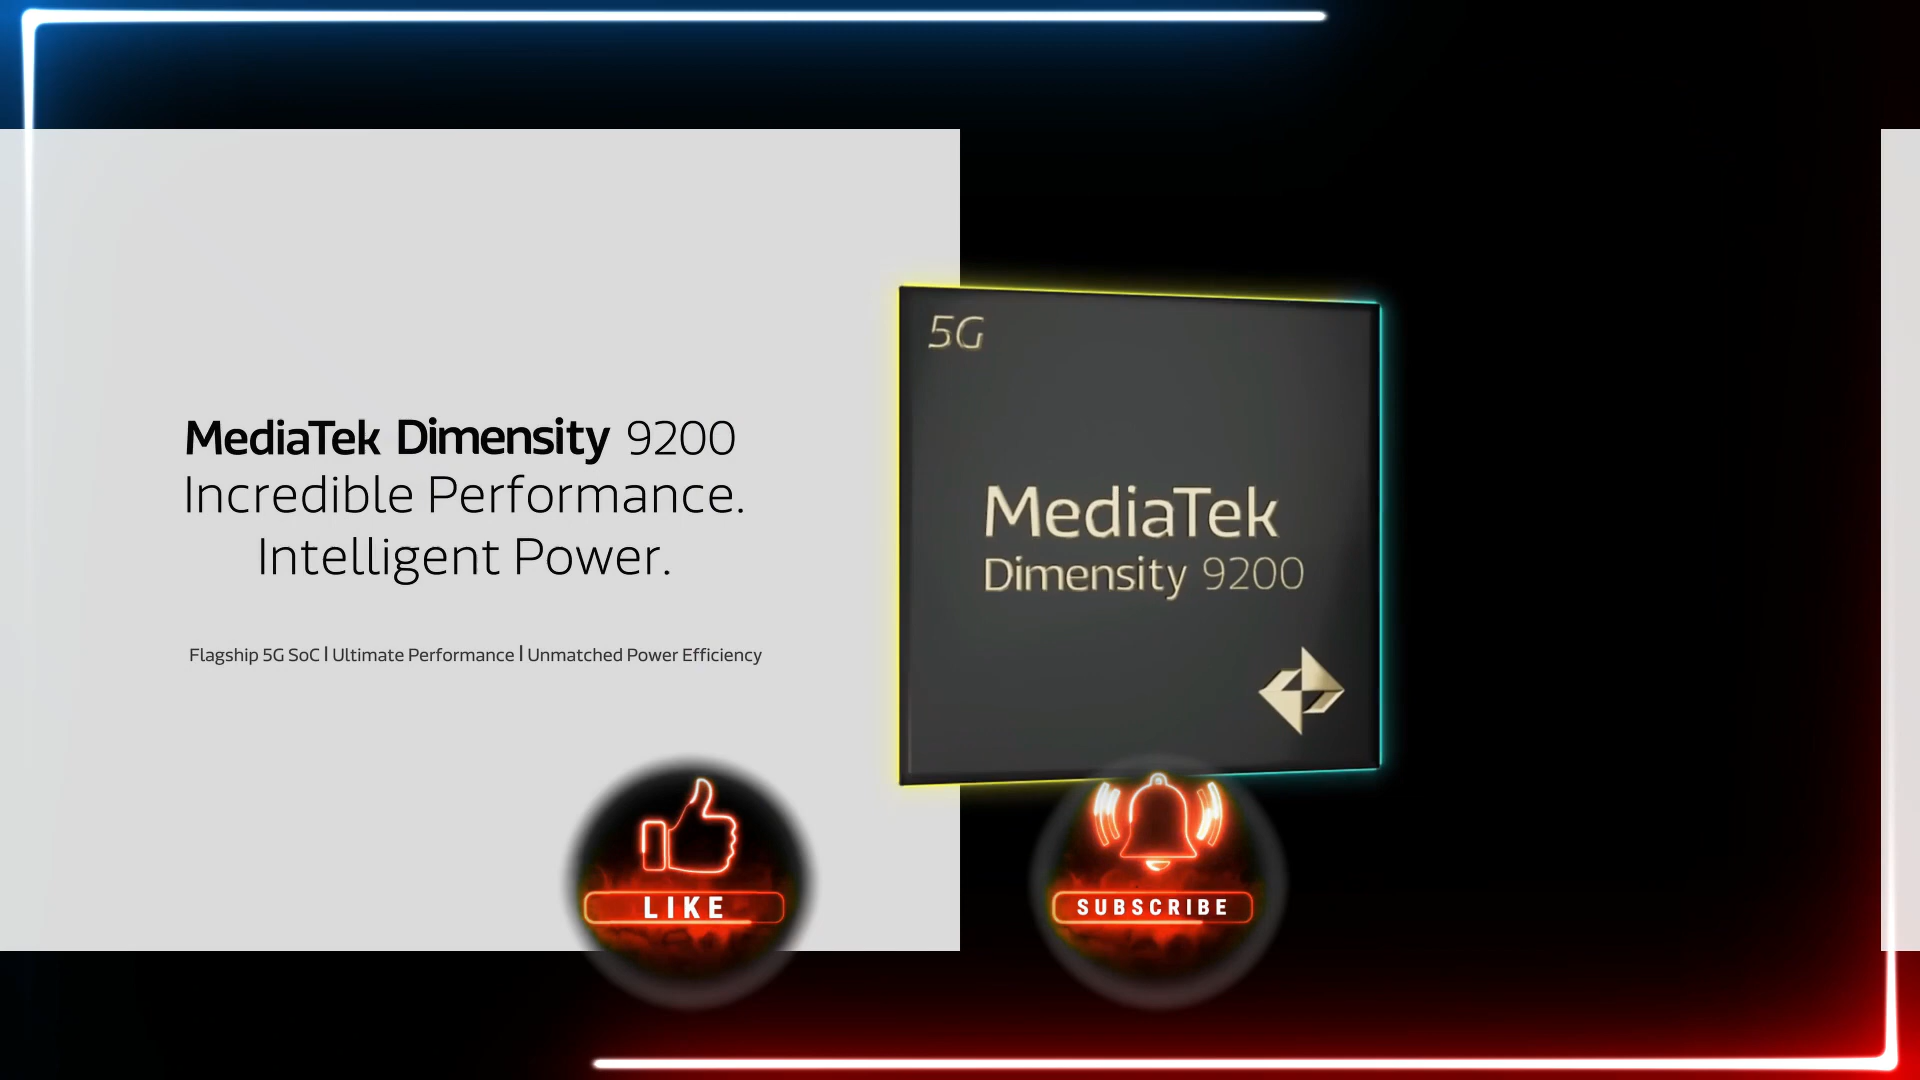 MediaTek Dimensity 9200
Incredible Performance.
Intelligent Power.
Flagship 5G SoC | Ultimate Performance | Unmatched Power Efficiency
5G
MediaTek
Dimensity 9200
LIKE
SUBSCRIBE